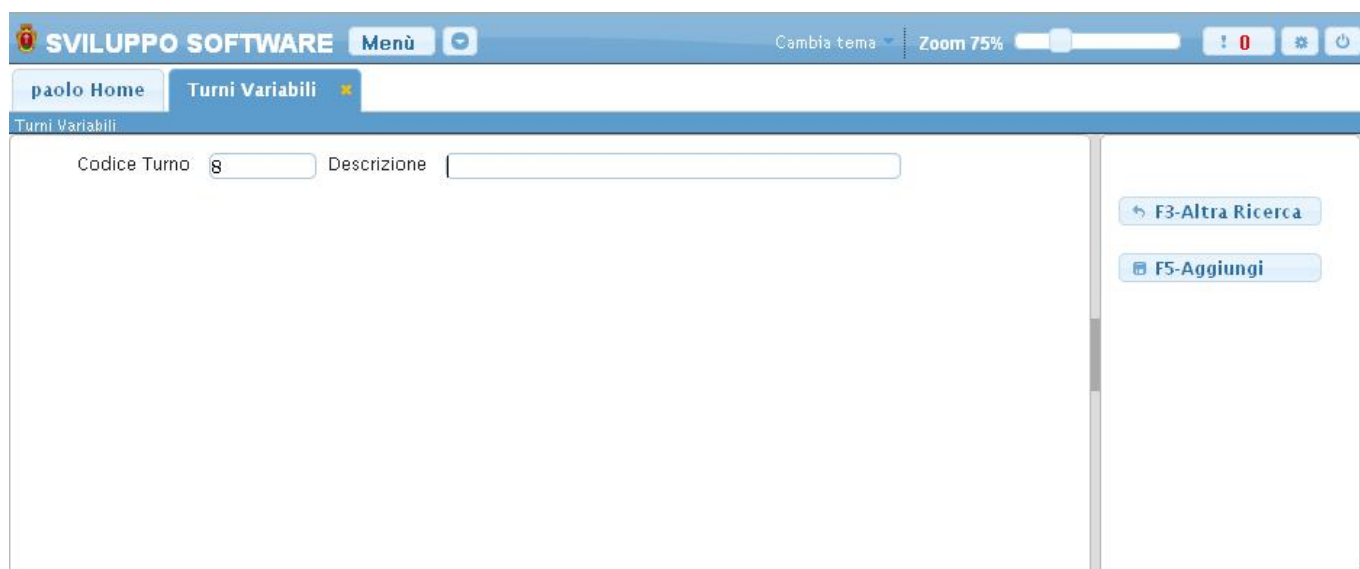 SVILUPPO SOFTWARE Menù Cambia tema Zoom 75% ! 0
paolo Home Turni Variabili
Turni Variabili
Codice Turno 8 Descrizione
F3-Altra Ricerca
F5-Aggiungi